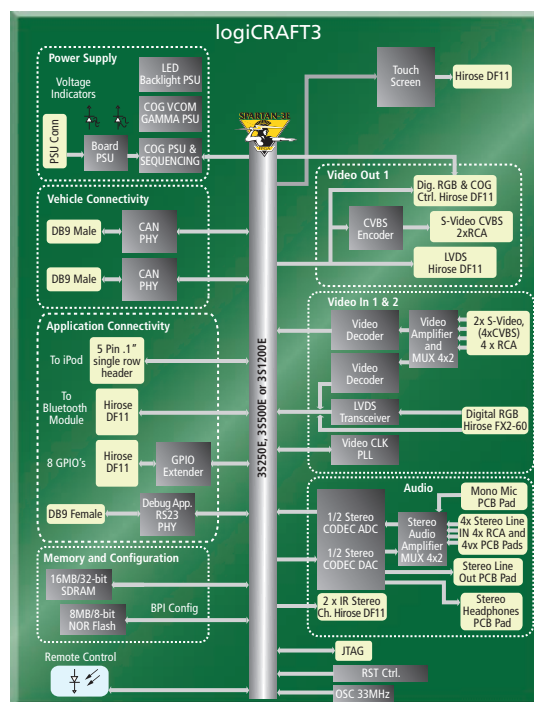 logiCRAFT3
Power Supply
Voltage
Indicators
LED
Backlight PSU
COG VCOM
GAMMA PSU
PSU Conn
Board
PSU
COG PSU &
SEQUENCING
SPARTAN-3E
Touch
Screen
Hirose DF11
Vehicle Connectivity
DB9 Male
CAN
PHY
DB9 Male
CAN
PHY
Video Out 1
Dig. RGB & COG
Ctrl. Hirose DF11
CVBS
Encoder
S-Video CVBS
2xRCA
LVDS
Hirose DF11
Application Connectivity
To iPod
5 Pin .1"
single row
header
To
Bluetooth
Module
Hirose
DF11
8 GPIO's
Hirose
DF11
GPIO
Extender
DB9 Female
Debug App.
RS23
PHY
3S250E, 3S500E or 3S1200E
Video In 1 & 2
Video
Decoder
Video
Amplifier
and
MUX 4x2
2x S-Video,
(4xCVBS)
4 x RCA
Video
Decoder
LVDS
Transceiver
Digital RGB
Hirose FX2-60
Video CLK
PLL
Memory and Configuration
16MB/32-bit
SDRAM
8MB/8-bit
NOR Flash
BPI Config
Audio
Mono Mic
PCB Pad
1/2 Stereo
CODEC ADC
1/2 Stereo
CODEC DAC
Stereo
Audio
Amplifier
MUX 4x2
4x Stereo Line
IN 4x RCA and
4vx PCB Pads
Stereo Line
Out PCB Pad
2 x IR Stereo
Ch. Hirose DF11
Stereo
Headphones
PCB Pad
Remote Control
JTAG
RST Ctrl.
OSC 33MHz